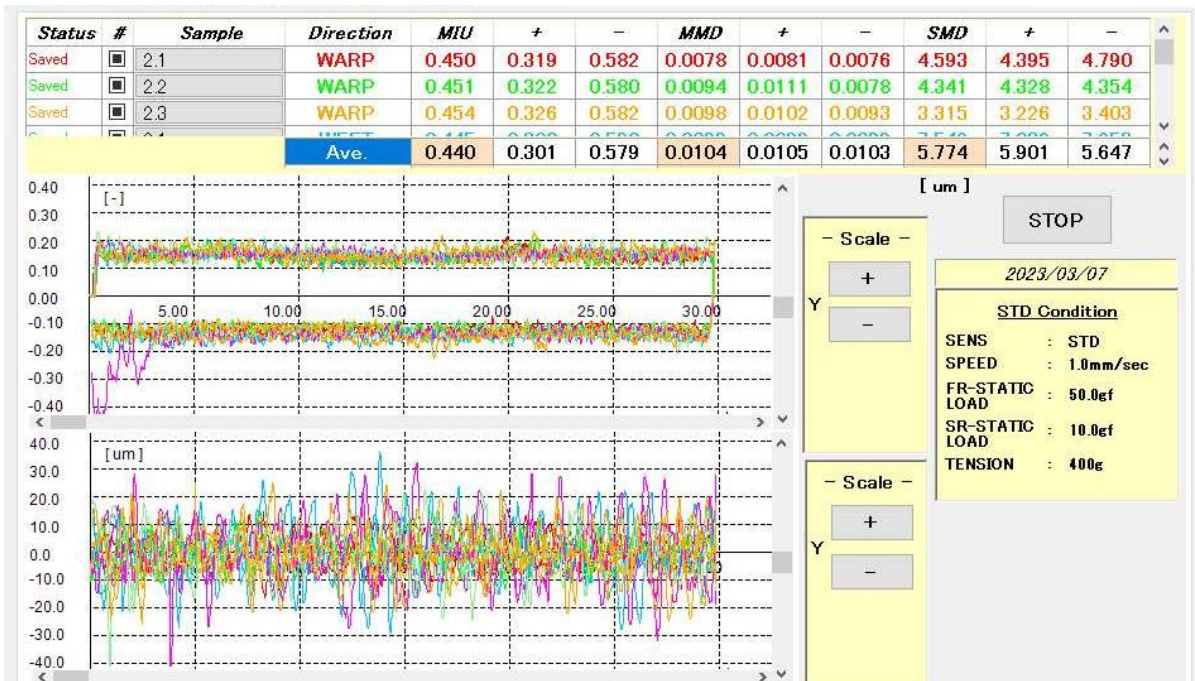 Status # Sample Direction MIU + − MMD + − SMD + −
Saved 2.1 WARP 0.450 0.319 0.582 0.0078 0.0081 0.0076 4.593 4.395 4.790
Saved 2.2 WARP 0.451 0.322 0.580 0.0094 0.0111 0.0078 4.341 4.328 4.354
Saved 2.3 WARP 0.454 0.326 0.582 0.0098 0.0102 0.0093 3.315 3.226 3.403
Ave. 0.440 0.301 0.579 0.0104 0.0105 0.0103 5.774 5.901 5.647
[ um ]
STOP
0.40
[-]
0.30
0.20
0.10
0.00
5.00 10.00 15.00 20.00 25.00 30.00
-0.10
-0.20
-0.30
-0.40
− Scale −
+
Y
−
2023/03/07
STD Condition
SENS : STD
SPEED : 1.0mm/sec
FR-STATIC LOAD : 50.0gf
SR-STATIC LOAD : 10.0gf
TENSION : 400g
40.0
[um]
30.0
20.0
10.0
0.0
-10.0
-20.0
-30.0
-40.0
− Scale −
+
Y
−